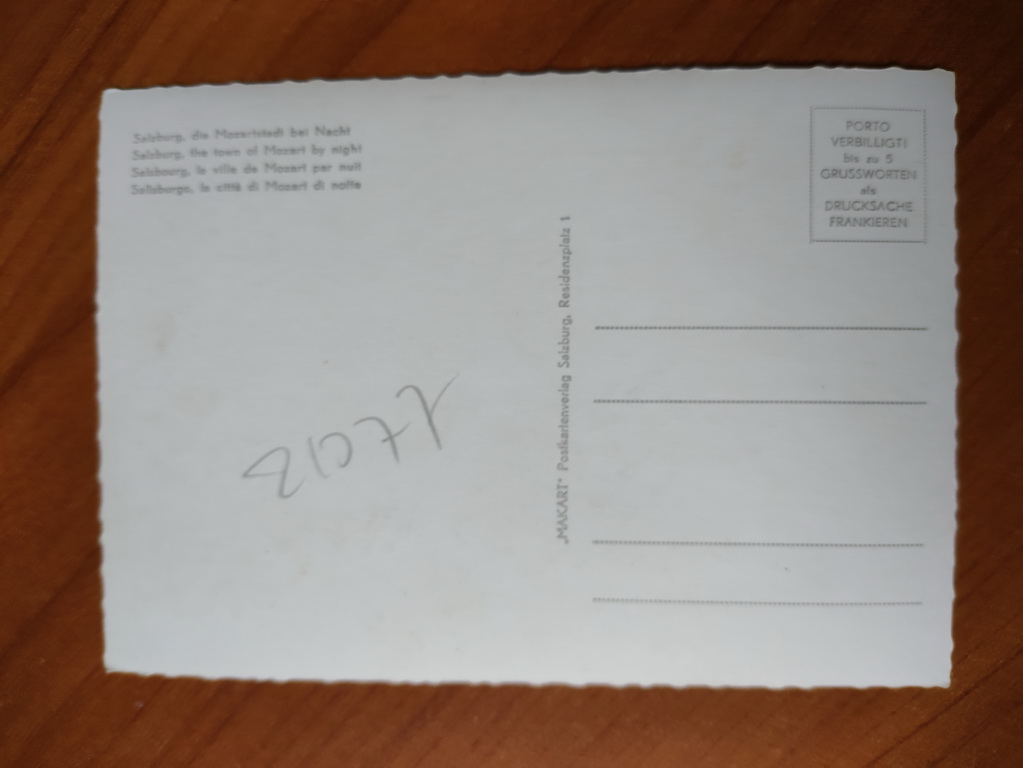 Salzburg, die Mozartstadt bei Nacht
Salzburg, the town of Mozart by night
Salzbourg, la ville de Mozart par nuit
Salisburgo, la città di Mozart di notte
PORTO
VERBILLIGT!
bis zu 5
GRUSSWORTEN
als
DRUCKSACHE
FRANKIEREN
„MAKART" Postkartenverlag Salzburg, Residenzplatz 1